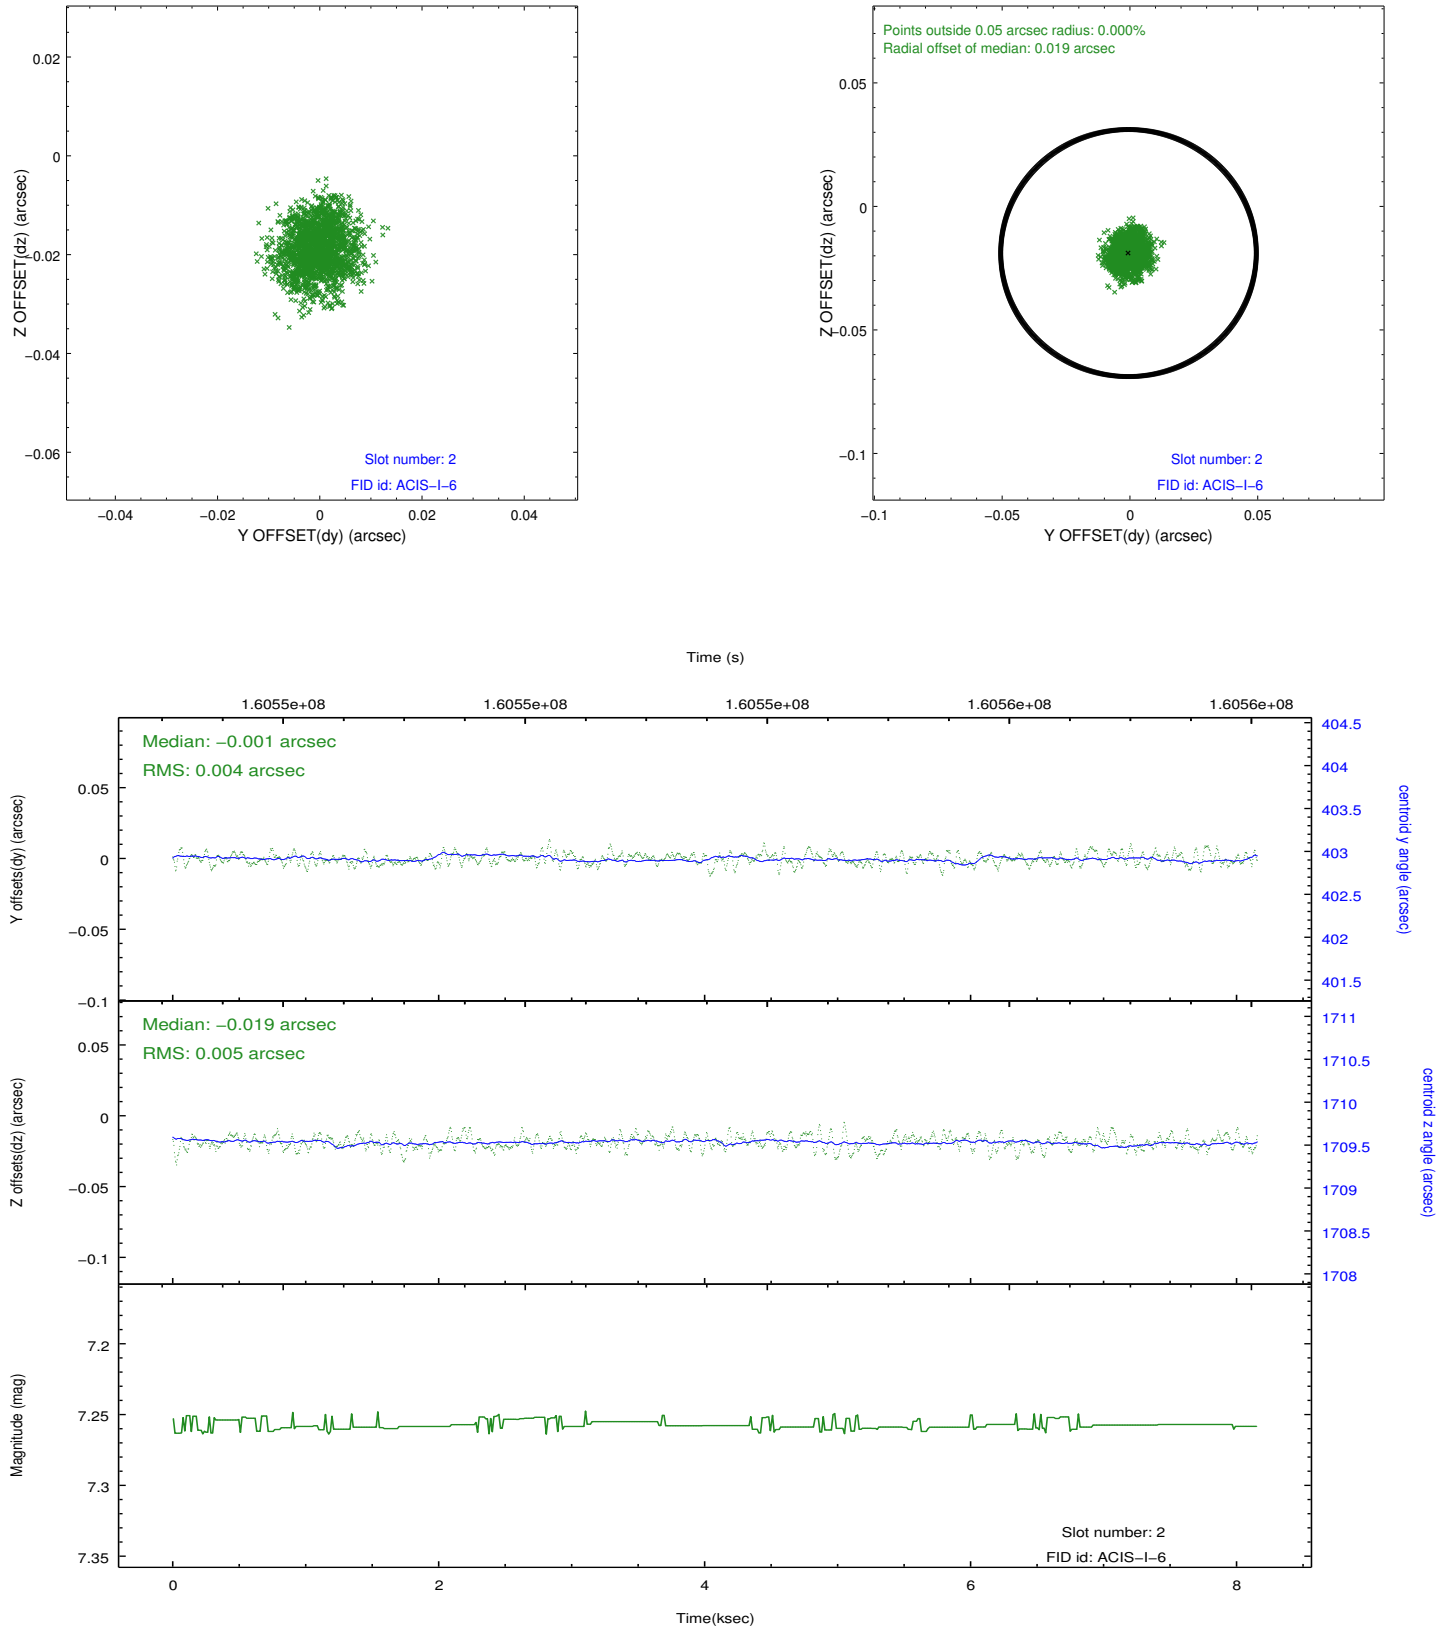 0.02
0
−0.02
−0.04
−0.06
Z OFFSET(dz) (arcsec)
Slot number: 2
FID id: ACIS−I−6
−0.04
−0.02
0
0.02
0.04
Y OFFSET(dy) (arcsec)
Points outside 0.05 arcsec radius: 0.000%
Radial offset of median: 0.019 arcsec
0.05
0
−0.05
−0.1
Z OFFSET(dz) (arcsec)
Slot number: 2
FID id: ACIS−I−6
−0.1
−0.05
0
0.05
Y OFFSET(dy) (arcsec)
Time (s)
1.6055e+08
1.6055e+08
1.6055e+08
1.6056e+08
1.6056e+08
Median: −0.001 arcsec
RMS: 0.004 arcsec
0.05
0
−0.05
−0.1
Y offsets(dy) (arcsec)
404.5
404
403.5
403
402.5
402
401.5
centroid y angle (arcsec)
Median: −0.019 arcsec
RMS: 0.005 arcsec
0.05
0
−0.05
−0.1
Z offsets(dz) (arcsec)
1711
1710.5
1710
1709.5
1709
1708.5
1708
centroid z angle (arcsec)
7.2
7.25
7.3
7.35
Magnitude (mag)
Slot number: 2
FID id: ACIS−I−6
0
2
4
6
8
Time(ksec)